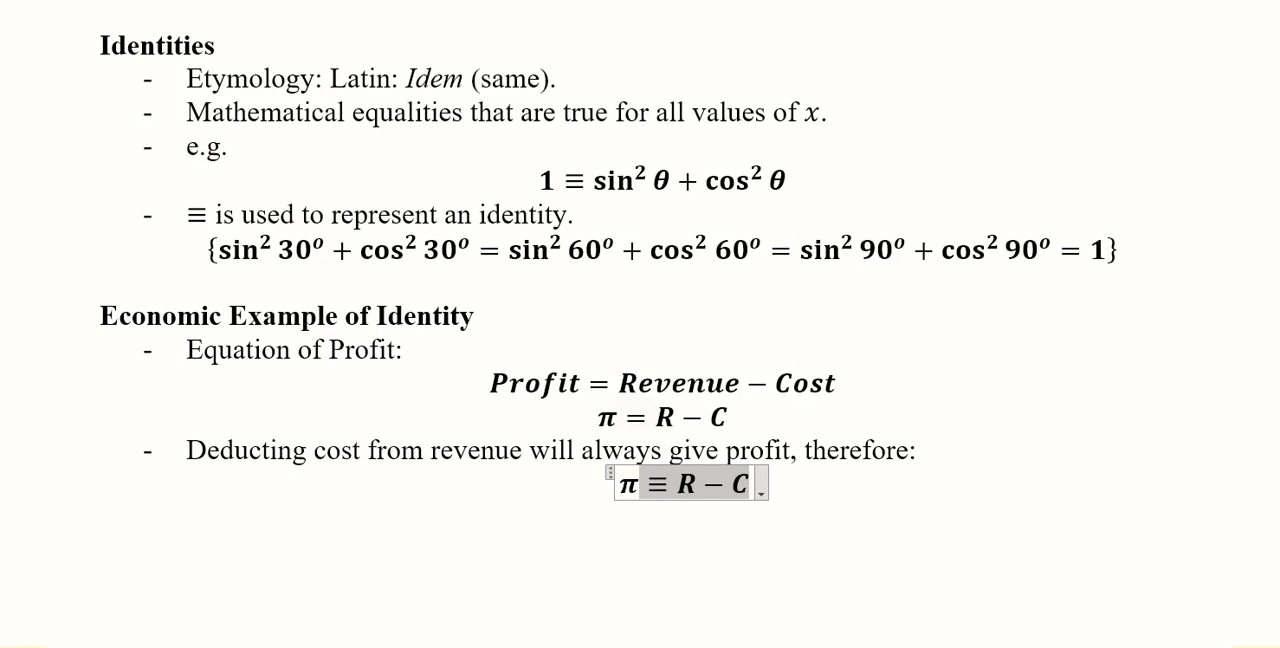 Identities
- Etymology: Latin: Idem (same).
- Mathematical equalities that are true for all values of x.
- e.g.
1 ≡ sin² θ + cos² θ
- ≡ is used to represent an identity.
{sin² 30° + cos² 30° = sin² 60° + cos² 60° = sin² 90° + cos² 90° = 1}
Economic Example of Identity
- Equation of Profit:
Profit = Revenue − Cost
π = R − C
- Deducting cost from revenue will always give profit, therefore:
π ≡ R − C